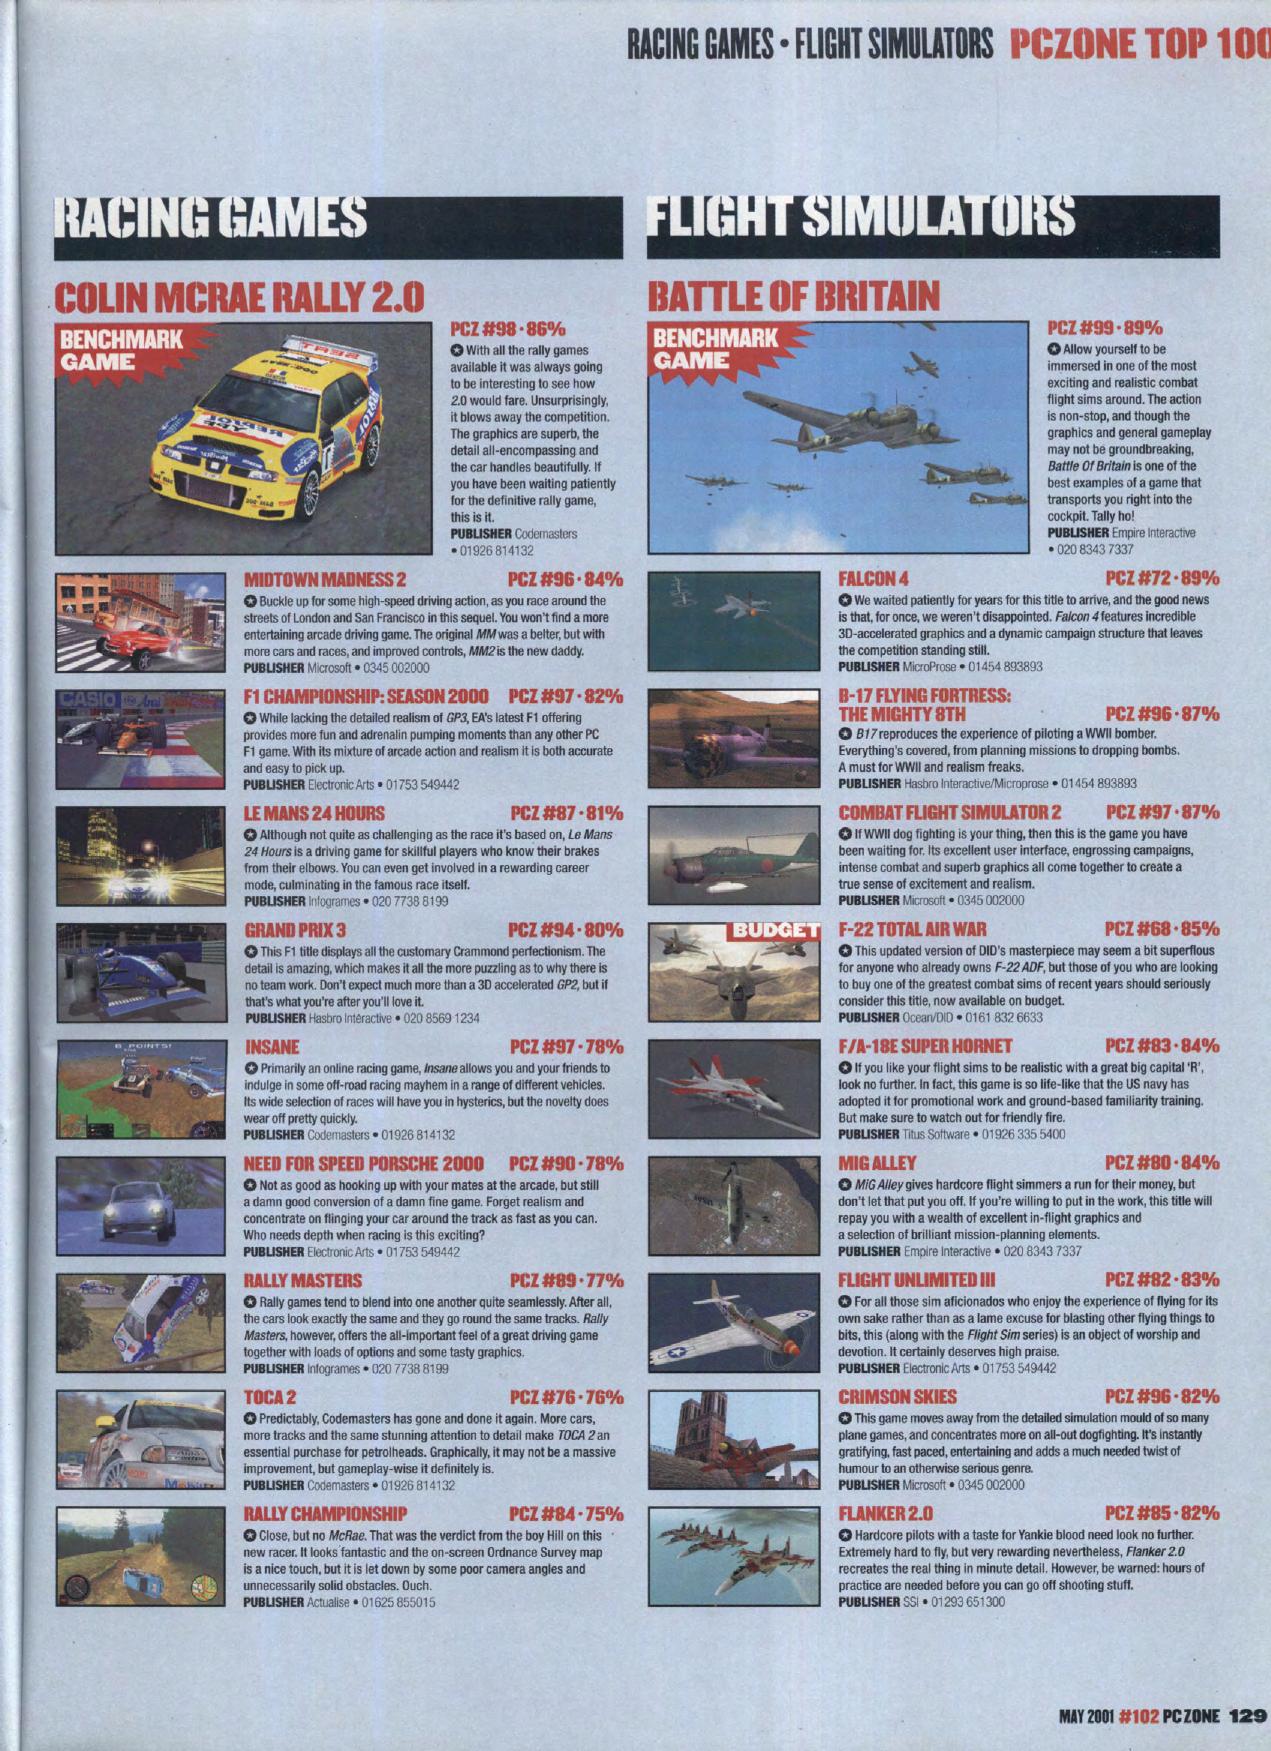 RACING GAMES • FLIGHT SIMULATORS PCZONE TOP 100
RACING GAMES
COLIN MCRAE RALLY 2.0
BENCHMARK
GAME
PCZ #98 • 86%
With all the rally games
available it was always going
to be interesting to see how
2.0 would fare. Unsurprisingly,
it blows away the competition.
The graphics are superb, the
detail all-encompassing and
the car handles beautifully. If
you have been waiting patiently
for the definitive rally game,
this is it.
PUBLISHER Codemasters
• 01926 814132
MIDTOWN MADNESS 2 PCZ #96 • 84%
Buckle up for some high-speed driving action, as you race around the
streets of London and San Francisco in this sequel. You won't find a more
entertaining arcade driving game. The original MM was a belter, but with
more cars and races, and improved controls, MM2 is the new daddy.
PUBLISHER Microsoft • 0345 002000
CASIO
F1 CHAMPIONSHIP: SEASON 2000 PCZ #97 • 82%
While lacking the detailed realism of GP3, EA's latest F1 offering
provides more fun and adrenalin pumping moments than any other PC
F1 game. With its mixture of arcade action and realism it is both accurate
and easy to pick up.
PUBLISHER Electronic Arts • 01753 549442
LE MANS 24 HOURS PCZ #87 • 81%
Although not quite as challenging as the race it's based on, Le Mans
24 Hours is a driving game for skillful players who know their brakes
from their elbows. You can even get involved in a rewarding career
mode, culminating in the famous race itself.
PUBLISHER Infogrames • 020 7738 8199
GRAND PRIX 3 PCZ #94 • 80%
This F1 title displays all the customary Crammond perfectionism. The
detail is amazing, which makes it all the more puzzling as to why there is
no team work. Don't expect much more than a 3D accelerated GP2, but if
that's what you're after you'll love it.
PUBLISHER Hasbro Interactive • 020 8569 1234
6 POINTS!
INSANE PCZ #97 • 78%
Primarily an online racing game, Insane allows you and your friends to
indulge in some off-road racing mayhem in a range of different vehicles.
Its wide selection of races will have you in hysterics, but the novelty does
wear off pretty quickly.
PUBLISHER Codemasters • 01926 814132
NEED FOR SPEED PORSCHE 2000 PCZ #90 • 78%
Not as good as hooking up with your mates at the arcade, but still
a damn good conversion of a damn fine game. Forget realism and
concentrate on flinging your car around the track as fast as you can.
Who needs depth when racing is this exciting?
PUBLISHER Electronic Arts • 01753 549442
RALLY MASTERS PCZ #89 • 77%
Rally games tend to blend into one another quite seamlessly. After all,
the cars look exactly the same and they go round the same tracks. Rally
Masters, however, offers the all-important feel of a great driving game
together with loads of options and some tasty graphics.
PUBLISHER Infogrames • 020 7738 8199
TOCA 2 PCZ #76 • 76%
Predictably, Codemasters has gone and done it again. More cars,
more tracks and the same stunning attention to detail make TOCA 2 an
essential purchase for petrolheads. Graphically, it may not be a massive
improvement, but gameplay-wise it definitely is.
PUBLISHER Codemasters • 01926 814132
RALLY CHAMPIONSHIP PCZ #84 • 75%
Close, but no McRae. That was the verdict from the boy Hill on this
new racer. It looks fantastic and the on-screen Ordnance Survey map
is a nice touch, but it is let down by some poor camera angles and
unnecessarily solid obstacles. Ouch.
PUBLISHER Actualise • 01625 855015
FLIGHT SIMULATORS
BATTLE OF BRITAIN
BENCHMARK
GAME
PCZ #99 • 89%
Allow yourself to be
immersed in one of the most
exciting and realistic combat
flight sims around. The action
is non-stop, and though the
graphics and general gameplay
may not be groundbreaking,
Battle Of Britain is one of the
best examples of a game that
transports you right into the
cockpit. Tally ho!
PUBLISHER Empire Interactive
• 020 8343 7337
FALCON 4 PCZ #72 • 89%
We waited patiently for years for this title to arrive, and the good news
is that, for once, we weren't disappointed. Falcon 4 features incredible
3D-accelerated graphics and a dynamic campaign structure that leaves
the competition standing still.
PUBLISHER MicroProse • 01454 893893
B-17 FLYING FORTRESS:
THE MIGHTY 8TH PCZ #96 • 87%
B17 reproduces the experience of piloting a WWII bomber.
Everything's covered, from planning missions to dropping bombs.
A must for WWII and realism freaks.
PUBLISHER Hasbro Interactive/Microprose • 01454 893893
COMBAT FLIGHT SIMULATOR 2 PCZ #97 • 87%
If WWII dog fighting is your thing, then this is the game you have
been waiting for. Its excellent user interface, engrossing campaigns,
intense combat and superb graphics all come together to create a
true sense of excitement and realism.
PUBLISHER Microsoft • 0345 002000
BUDGET
F-22 TOTAL AIR WAR PCZ #68 • 85%
This updated version of DID's masterpiece may seem a bit superflous
for anyone who already owns F-22 ADF, but those of you who are looking
to buy one of the greatest combat sims of recent years should seriously
consider this title, now available on budget.
PUBLISHER Ocean/DID • 0161 832 6633
F/A-18E SUPER HORNET PCZ #83 • 84%
If you like your flight sims to be realistic with a great big capital 'R',
look no further. In fact, this game is so life-like that the US navy has
adopted it for promotional work and ground-based familiarity training.
But make sure to watch out for friendly fire.
PUBLISHER Titus Software • 01926 335 5400
MIG ALLEY PCZ #80 • 84%
MiG Alley gives hardcore flight simmers a run for their money, but
don't let that put you off. If you're willing to put in the work, this title will
repay you with a wealth of excellent in-flight graphics and
a selection of brilliant mission-planning elements.
PUBLISHER Empire Interactive • 020 8343 7337
FLIGHT UNLIMITED III PCZ #82 • 83%
For all those sim aficionados who enjoy the experience of flying for its
own sake rather than as a lame excuse for blasting other flying things to
bits, this (along with the Flight Sim series) is an object of worship and
devotion. It certainly deserves high praise.
PUBLISHER Electronic Arts • 01753 549442
CRIMSON SKIES PCZ #96 • 82%
This game moves away from the detailed simulation mould of so many
plane games, and concentrates more on all-out dogfighting. It's instantly
gratifying, fast paced, entertaining and adds a much needed twist of
humour to an otherwise serious genre.
PUBLISHER Microsoft • 0345 002000
FLANKER 2.0 PCZ #85 • 82%
Hardcore pilots with a taste for Yankie blood need look no further.
Extremely hard to fly, but very rewarding nevertheless, Flanker 2.0
recreates the real thing in minute detail. However, be warned: hours of
practice are needed before you can go off shooting stuff.
PUBLISHER SSI • 01293 651300
MAY 2001 #102 PC ZONE 129